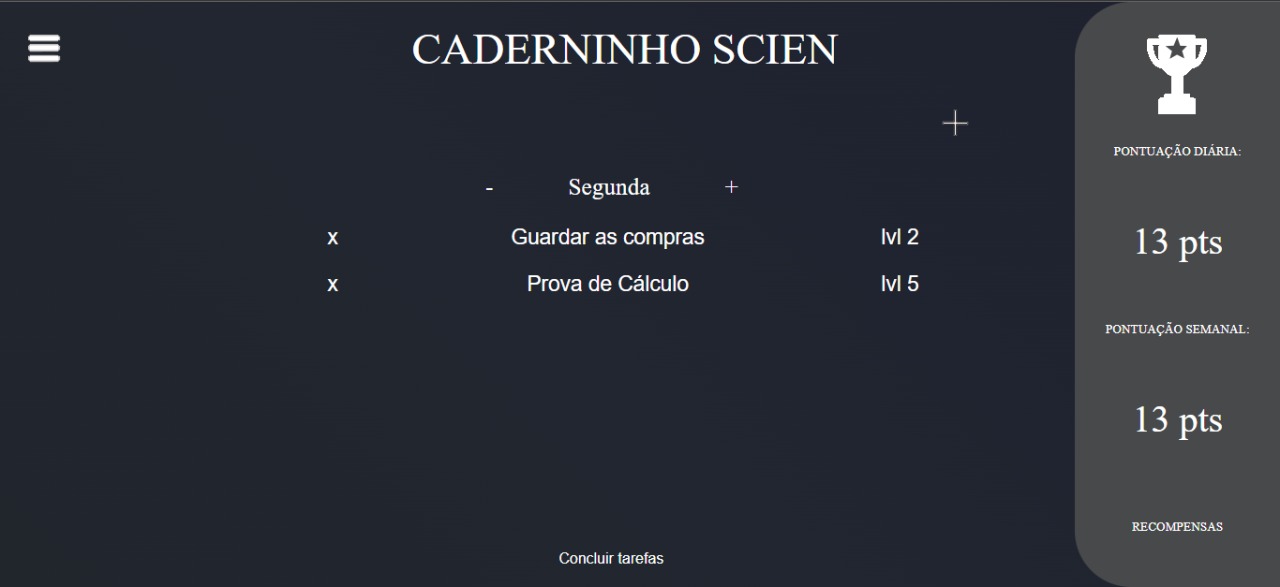 CADERNINHO SCIEN
+
- Segunda +
x Guardar as compras lvl 2
x Prova de Cálculo lvl 5
Concluir tarefas
PONTUAÇÃO DIÁRIA:
13 pts
PONTUAÇÃO SEMANAL:
13 pts
RECOMPENSAS